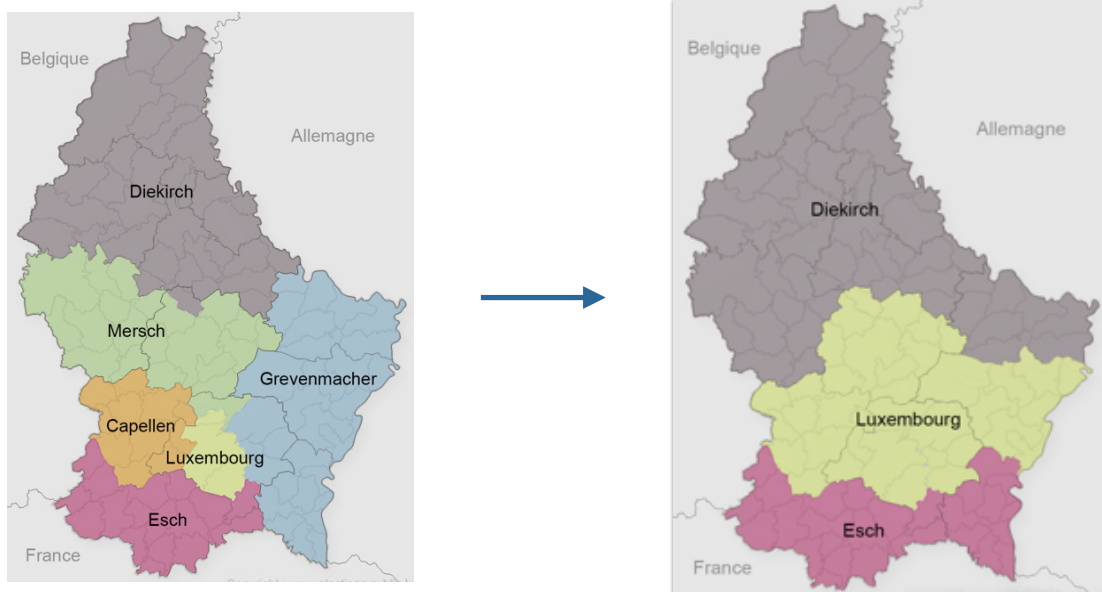 Belgique
Allemagne
Diekirch
Mersch
Grevenmacher
Capellen
Luxembourg
Esch
France
Belgique
Allemagne
Diekirch
Luxembourg
Esch
France